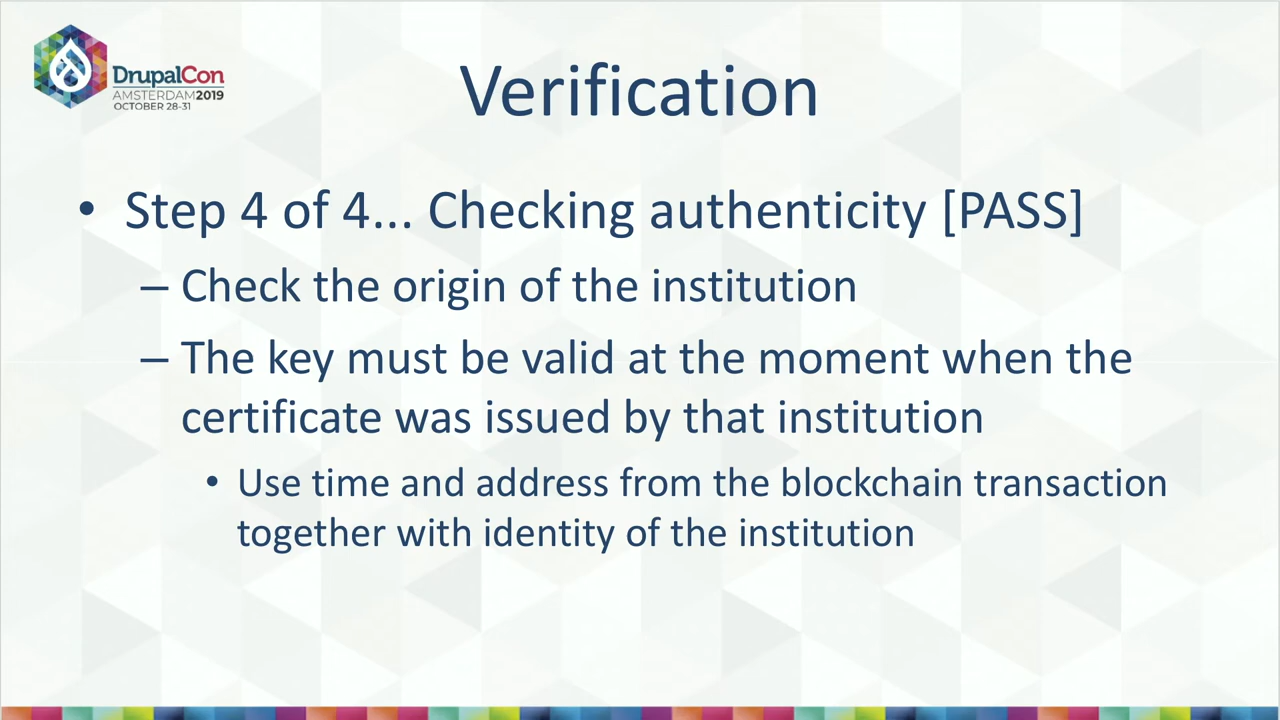 DrupalCon
AMSTERDAM2019
OCTOBER 28-31
Verification
• Step 4 of 4... Checking authenticity [PASS]
– Check the origin of the institution
– The key must be valid at the moment when the
certificate was issued by that institution
• Use time and address from the blockchain transaction
together with identity of the institution